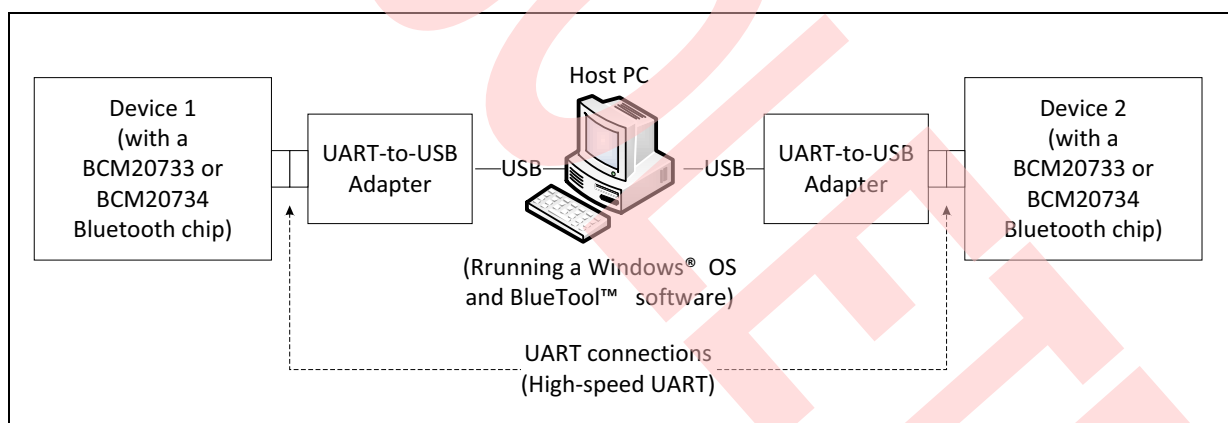 Host PC
Device 1
(with a
BCM20733 or
BCM20734
Bluetooth chip)
UART-to-USB
Adapter
USB
USB
UART-to-USB
Adapter
Device 2
(with a
BCM20733 or
BCM20734
Bluetooth chip)
(Rrunning a Windows® OS
and BlueTool™ software)
UART connections
(High-speed UART)